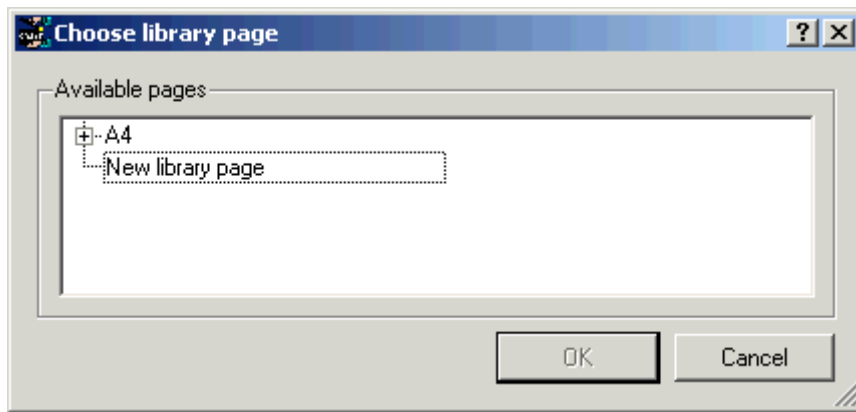 Choose library page
Available pages
A4
New library page
OK
Cancel